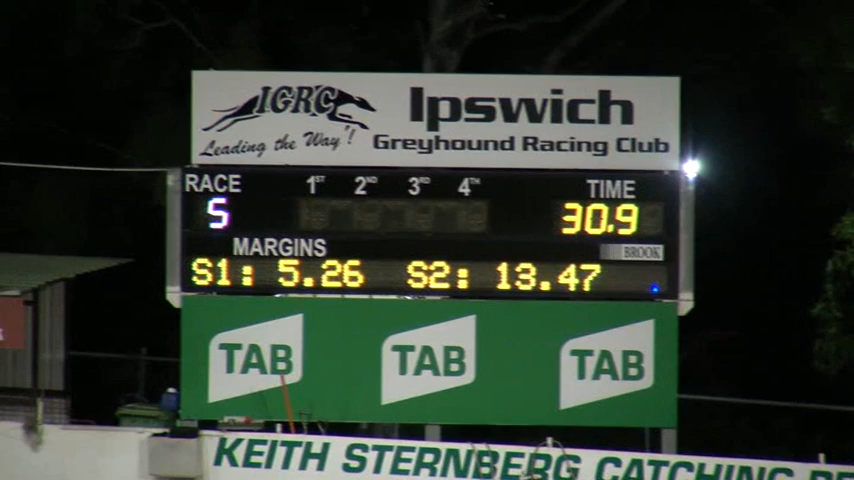 IGRC
Leading the Way'!
Ipswich
Greyhound Racing Club
RACE 1ST 2ND 3RD 4TH TIME
5 30.9
MARGINS BROOK
S1: 5.26 S2: 13.47
TAB TAB TAB
KEITH STERNBERG CATCHING